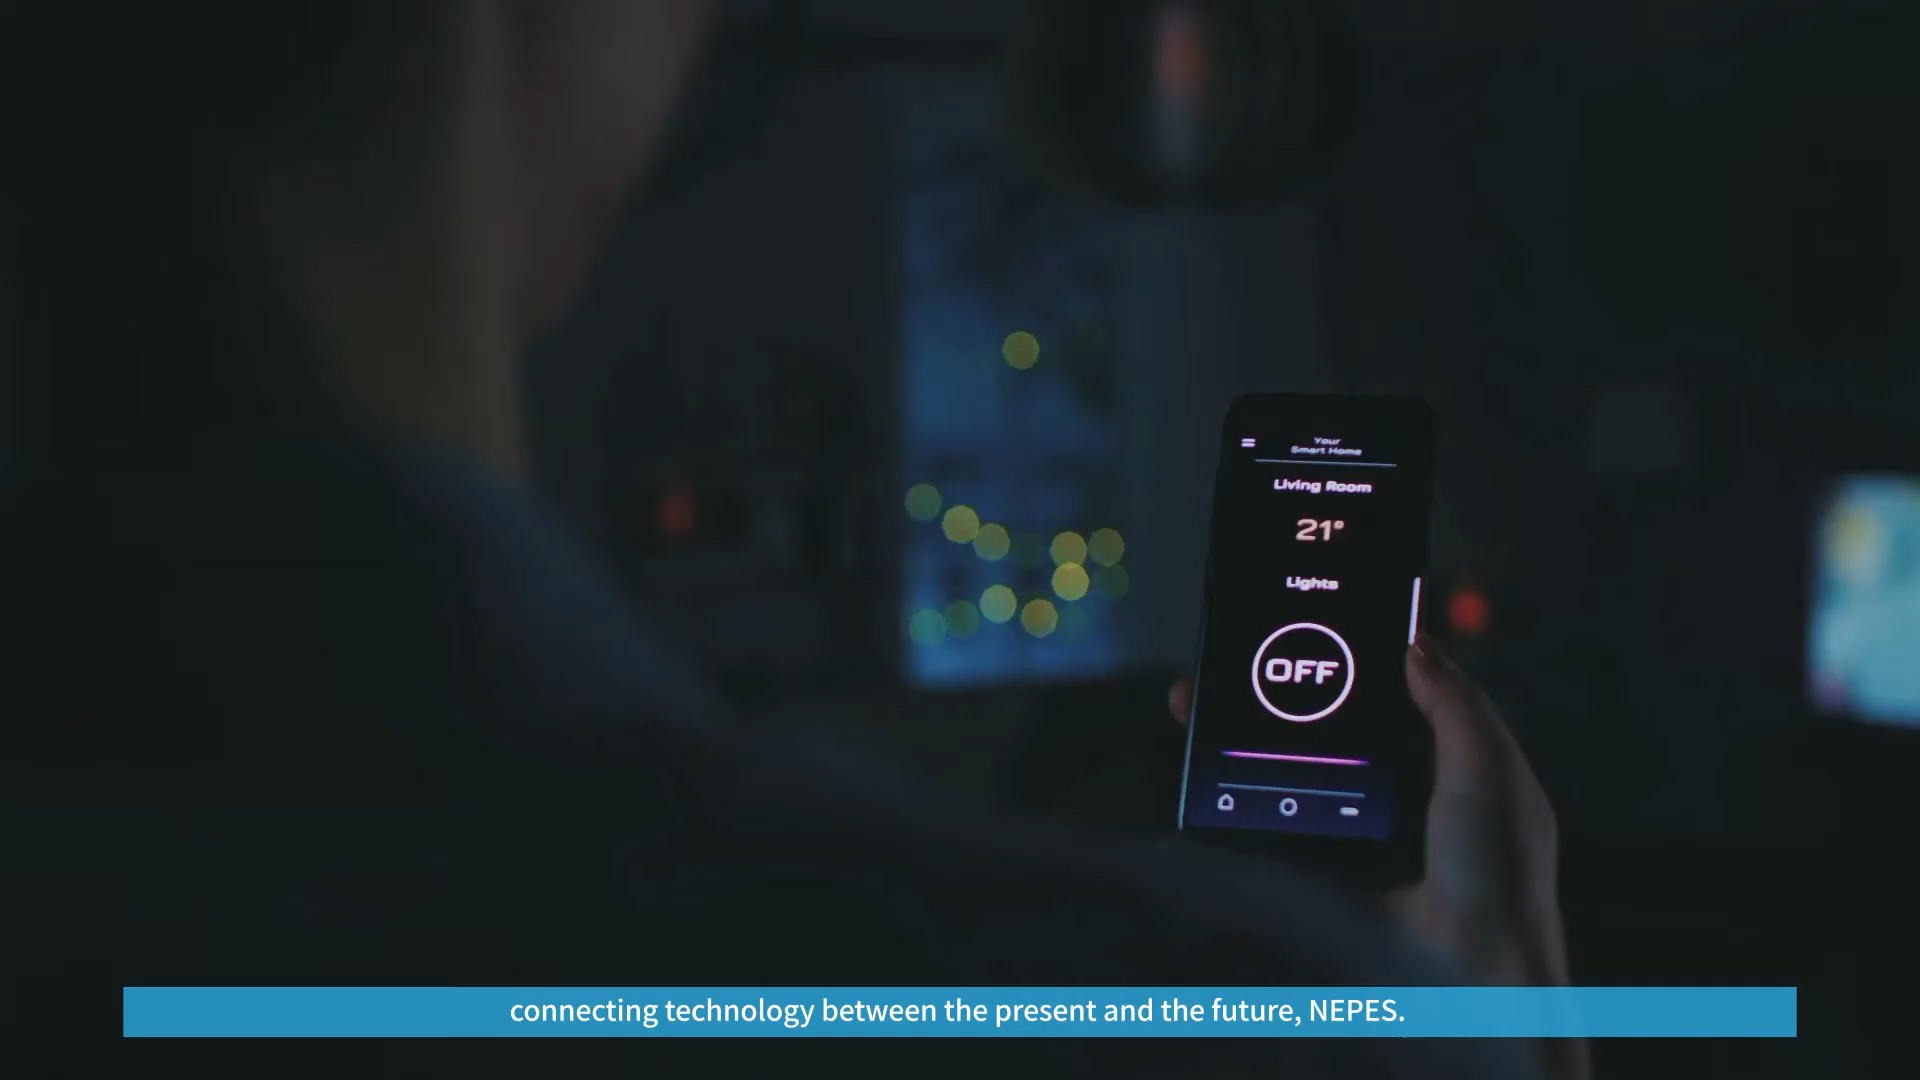 Your
Smart Home
Living Room
21°
Lights
OFF
connecting technology between the present and the future, NEPES.